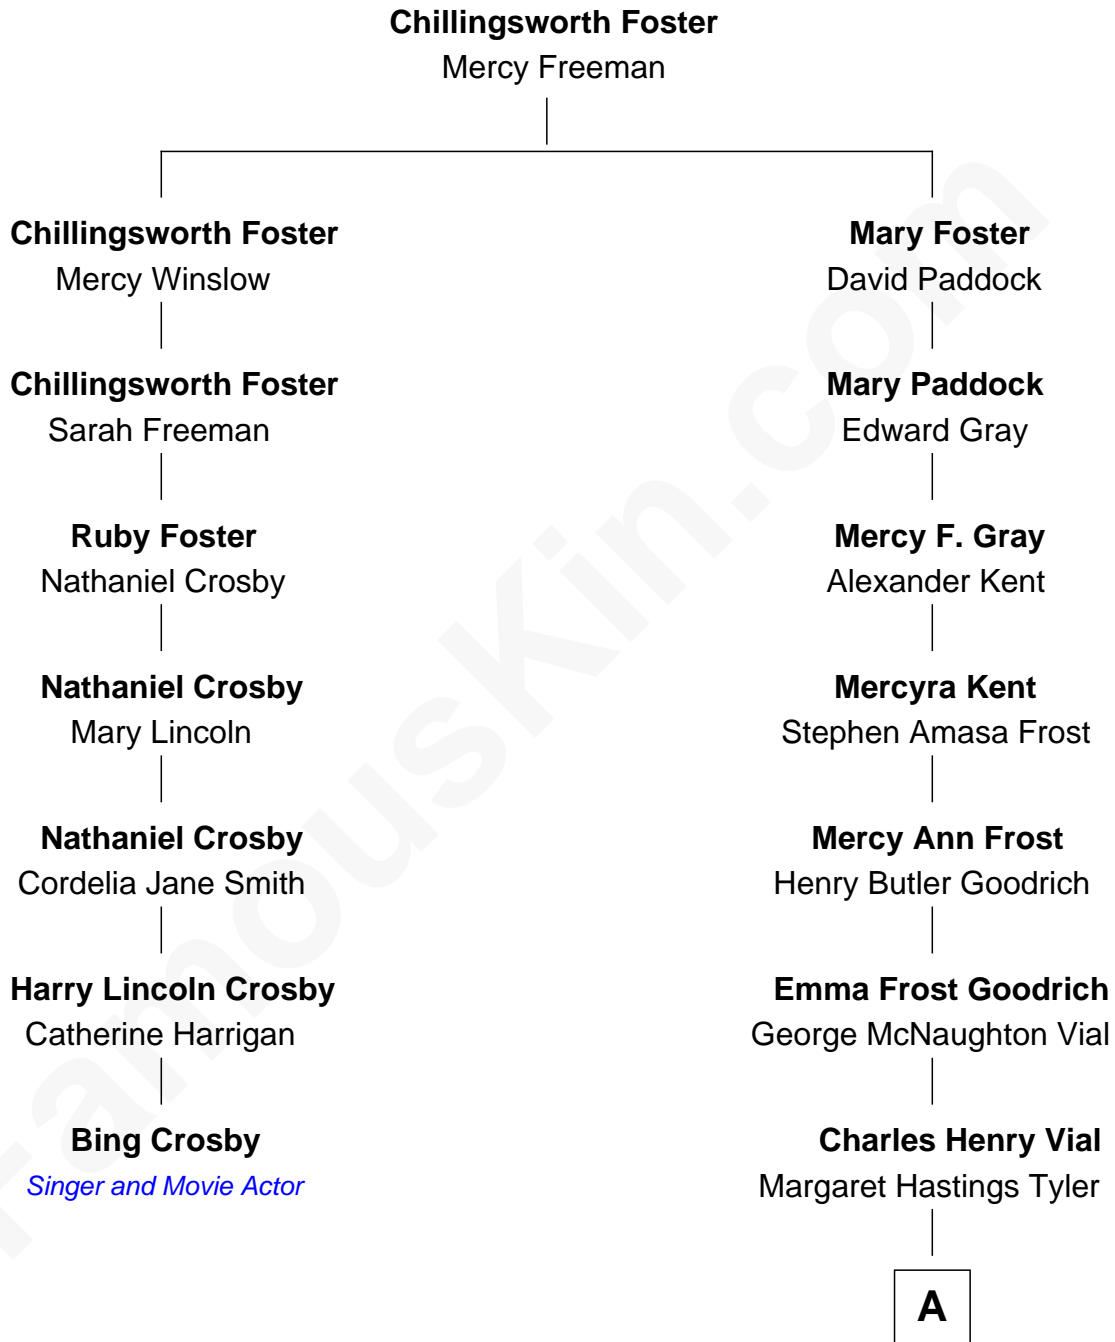 Chillingsworth Foster
Mercy Freeman
Chillingsworth Foster
Mercy Winslow
Mary Foster
David Paddock
Chillingsworth Foster
Sarah Freeman
Mary Paddock
Edward Gray
Ruby Foster
Nathaniel Crosby
Mercy F. Gray
Alexander Kent
Nathaniel Crosby
Mary Lincoln
Mercyra Kent
Stephen Amasa Frost
Nathaniel Crosby
Cordelia Jane Smith
Mercy Ann Frost
Henry Butler Goodrich
Harry Lincoln Crosby
Catherine Harrigan
Emma Frost Goodrich
George McNaughton Vial
Bing Crosby
Singer and Movie Actor
Charles Henry Vial
Margaret Hastings Tyler
A
FamousKin.com